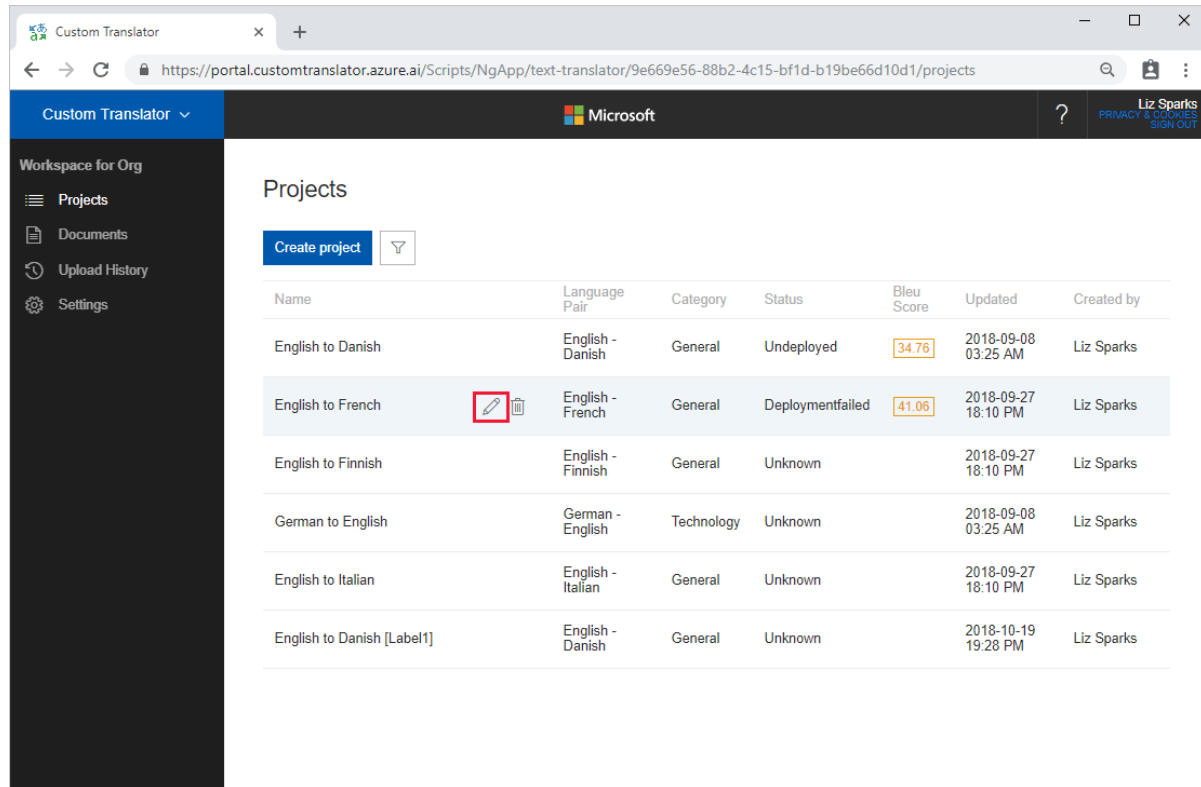 Custom Translator
https://portal.customtranslator.azure.ai/Scripts/NgApp/text-translator/9e669e56-88b2-4c15-bf1d-b19be66d10d1/projects
Custom Translator
Microsoft
?
Liz Sparks
PRIVACY & COOKIES
SIGN OUT
Workspace for Org
Projects
Documents
Upload History
Settings
Projects
Create project
Name
Language
Pair
Category
Status
Bleu
Score
Updated
Created by
English to Danish
English -
Danish
General
Undeployed
34.76
2018-09-08
03:25 AM
Liz Sparks
English to French
English -
French
General
Deploymentfailed
41.06
2018-09-27
18:10 PM
Liz Sparks
English to Finnish
English -
Finnish
General
Unknown
2018-09-27
18:10 PM
Liz Sparks
German to English
German -
English
Technology
Unknown
2018-09-08
03:25 AM
Liz Sparks
English to Italian
English -
Italian
General
Unknown
2018-09-27
18:10 PM
Liz Sparks
English to Danish [Label1]
English -
Danish
General
Unknown
2018-10-19
19:28 PM
Liz Sparks